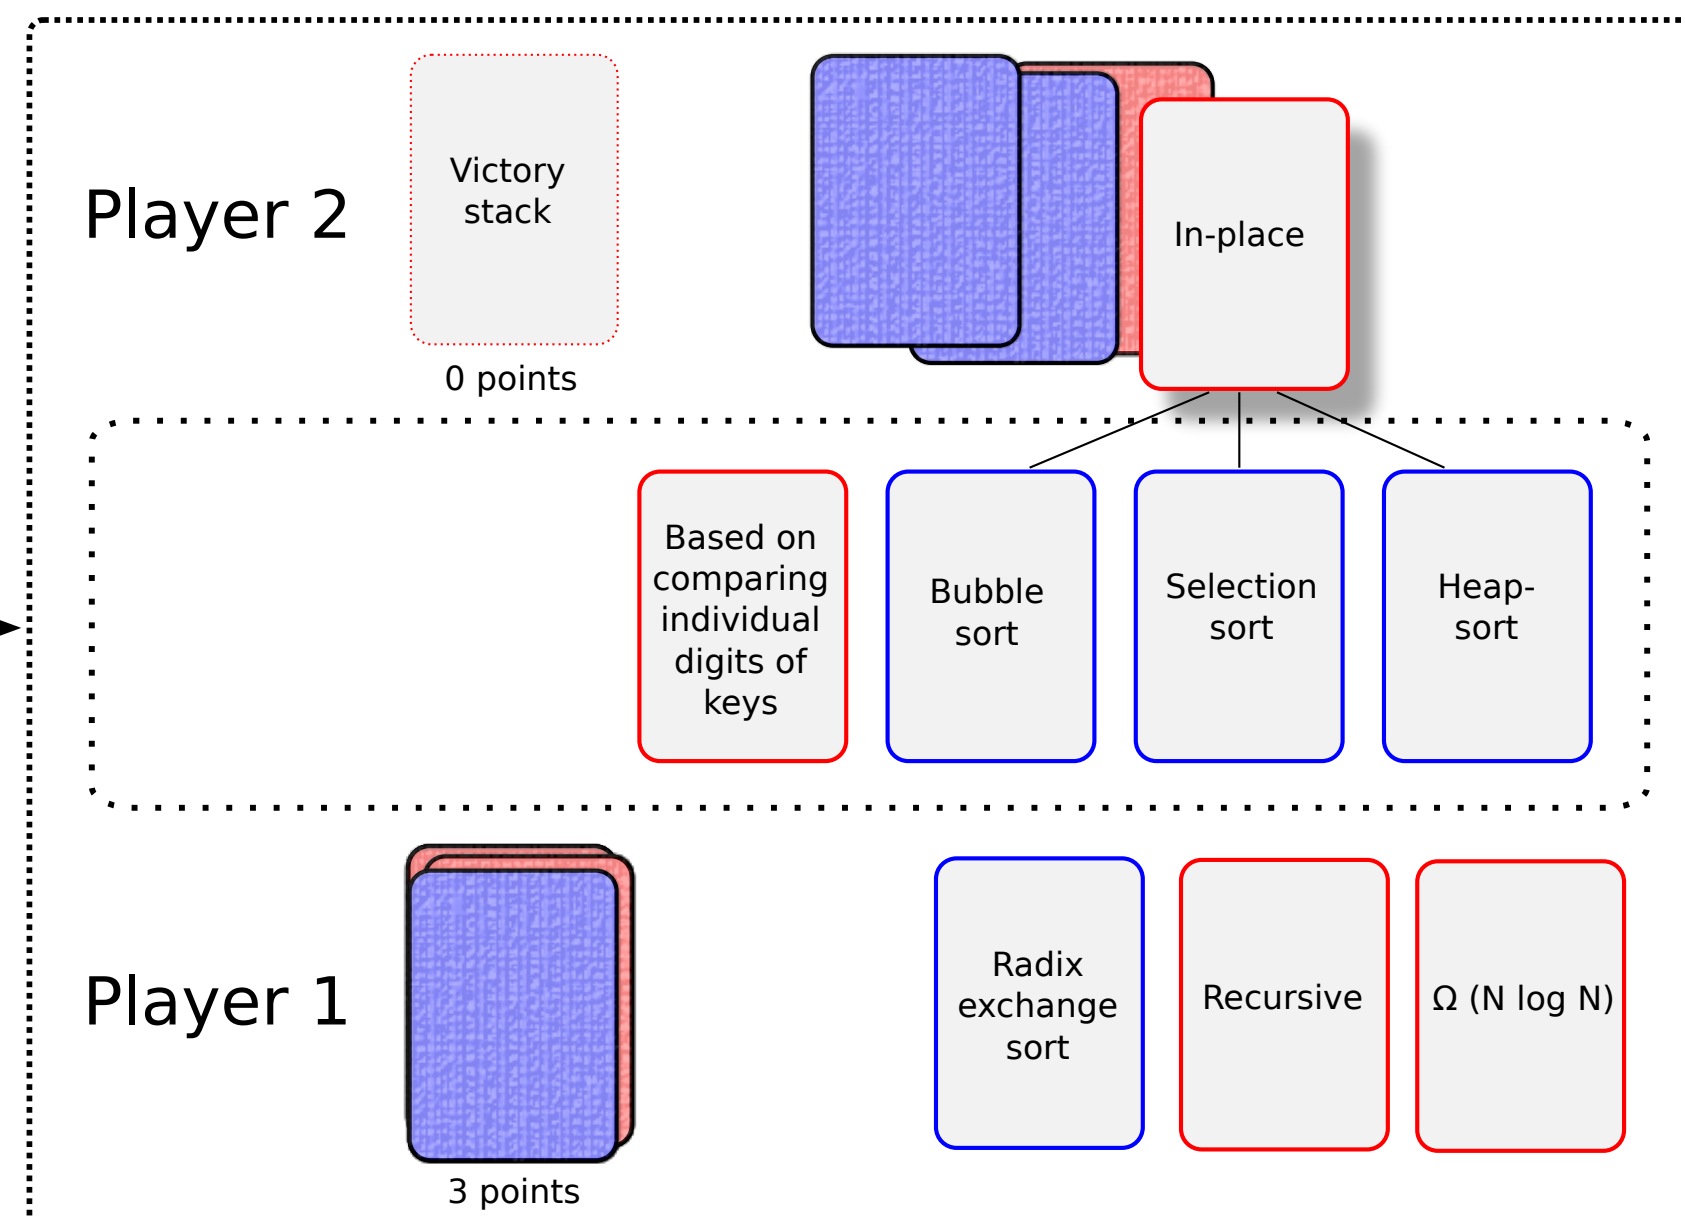 Player 2
Victory
stack
0 points
In-place
Based on
comparing
individual
digits of
keys
Bubble
sort
Selection
sort
Heap-
sort
Player 1
3 points
Radix
exchange
sort
Recursive
Ω (N log N)